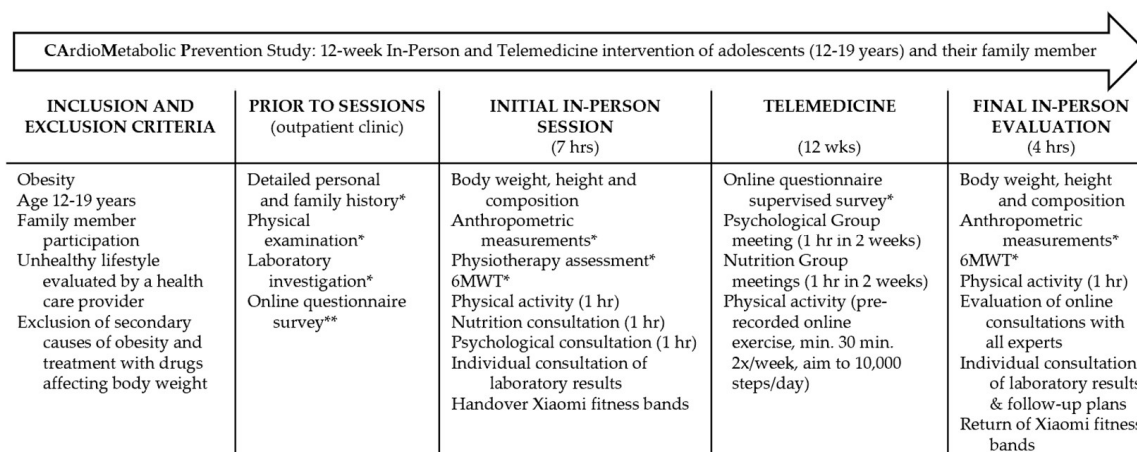 CArdioMetabolic Prevention Study: 12-week In-Person and Telemedicine intervention of adolescents (12-19 years) and their family member
INCLUSION AND
EXCLUSION CRITERIA
Obesity
Age 12-19 years
Family member
participation
Unhealthy lifestyle
evaluated by a health
care provider
Exclusion of secondary
causes of obesity and
treatment with drugs
affecting body weight
PRIOR TO SESSIONS
(outpatient clinic)
Detailed personal
and family history*
Physical
examination*
Laboratory
investigation*
Online questionnaire
survey**
INITIAL IN-PERSON
SESSION
(7 hrs)
Body weight, height and
composition
Anthropometric
measurements*
Physiotherapy assessment*
6MWT*
Physical activity (1 hr)
Nutrition consultation (1 hr)
Psychological consultation (1 hr)
Individual consultation of
laboratory results
Handover Xiaomi fitness bands
TELEMEDICINE
(12 wks)
Online questionnaire
supervised survey*
Psychological Group
meeting (1 hr in 2 weeks)
Nutrition Group
meetings (1 hr in 2 weeks)
Physical activity (pre-
recorded online
exercise, min. 30 min.
2x/week, aim to 10,000
steps/day)
FINAL IN-PERSON
EVALUATION
(4 hrs)
Body weight, height
and composition
Anthropometric
measurements*
6MWT*
Physical activity (1 hr)
Evaluation of online
consultations with
all experts
Individual consultation
of laboratory results
& follow-up plans
Return of Xiaomi fitness
bands